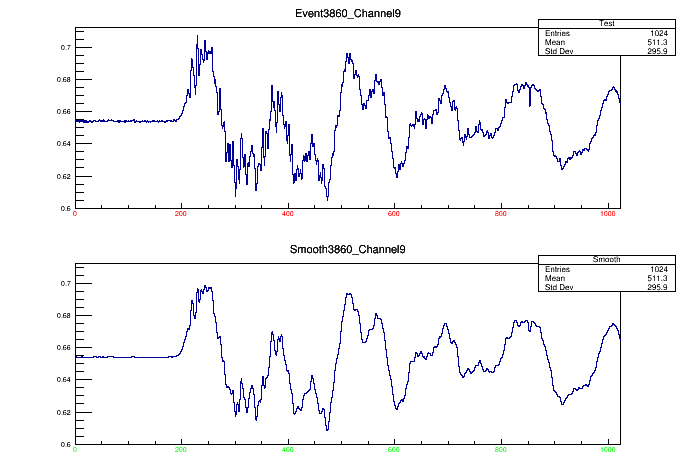 Event3860_Channel9
Test
Entries 1024
Mean 511.3
Std Dev 295.9
0.7
0.68
0.66
0.64
0.62
0.6
0 200 400 600 800 1000
Smooth3860_Channel9
Smooth
Entries 1024
Mean 511.3
Std Dev 295.9
0.7
0.68
0.66
0.64
0.62
0.6
0 200 400 600 800 1000